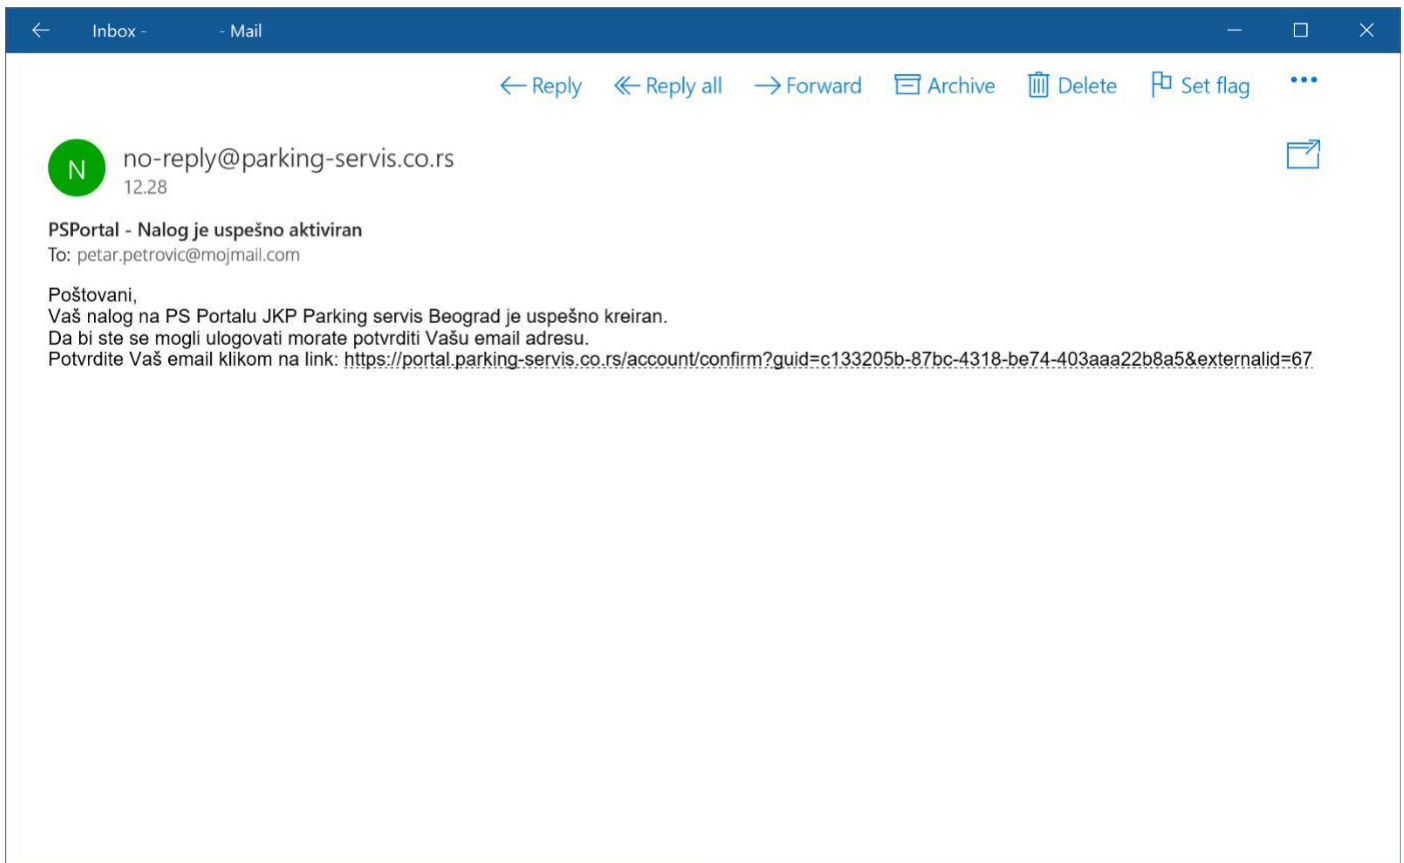 Inbox - - Mail
Reply Reply all Forward Archive Delete Set flag
N
no-reply@parking-servis.co.rs
12.28
PSPortal - Nalog je uspešno aktiviran
To: petar.petrovic@mojmail.com
Poštovani,
Vaš nalog na PS Portalu JKP Parking servis Beograd je uspešno kreiran.
Da bi ste se mogli ulogovati morate potvrditi Vašu email adresu.
Potvrdite Vaš email klikom na link: https://portal.parking-servis.co.rs/account/confirm?guid=c133205b-87bc-4318-be74-403aaa22b8a5&externalid=67